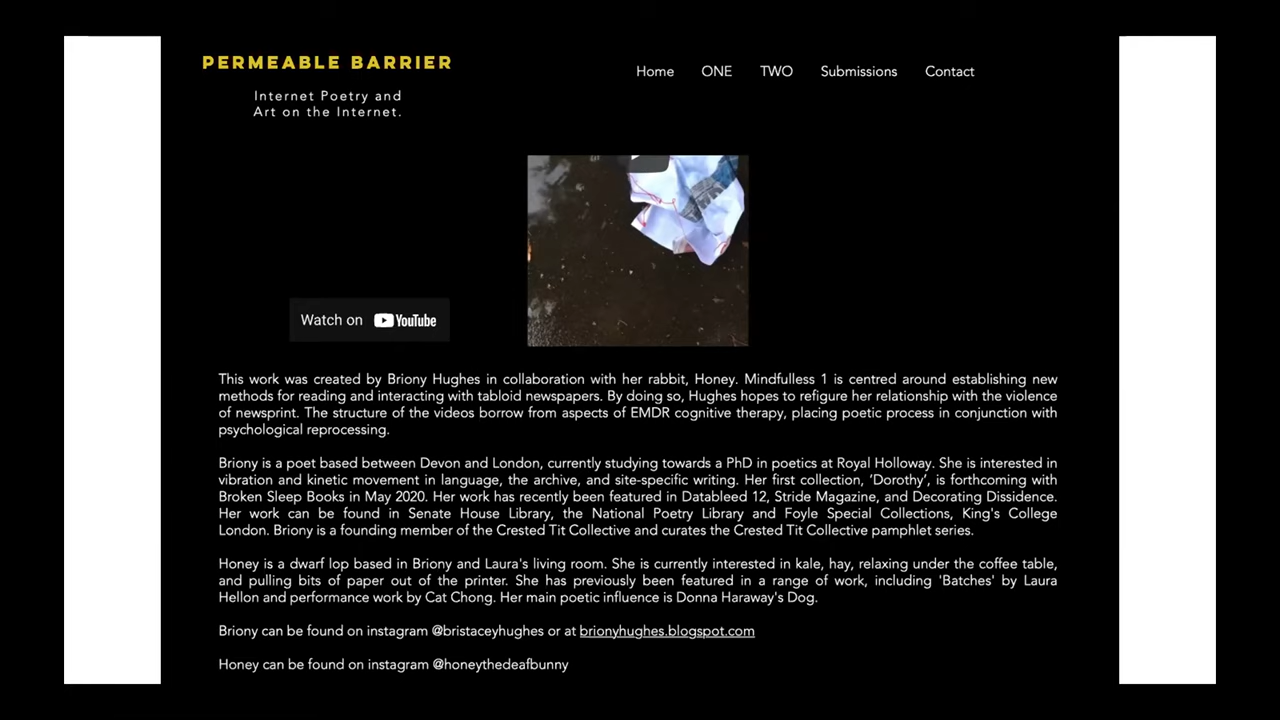 PERMEABLE BARRIER
Internet Poetry and
Art on the Internet.
Home ONE TWO Submissions Contact
Watch on YouTube
This work was created by Briony Hughes in collaboration with her rabbit, Honey. Mindfulless 1 is centred around establishing new
methods for reading and interacting with tabloid newspapers. By doing so, Hughes hopes to refigure her relationship with the violence
of newsprint. The structure of the videos borrow from aspects of EMDR cognitive therapy, placing poetic process in conjunction with
psychological reprocessing.
Briony is a poet based between Devon and London, currently studying towards a PhD in poetics at Royal Holloway. She is interested in
vibration and kinetic movement in language, the archive, and site-specific writing. Her first collection, ‘Dorothy’, is forthcoming with
Broken Sleep Books in May 2020. Her work has recently been featured in Datableed 12, Stride Magazine, and Decorating Dissidence.
Her work can be found in Senate House Library, the National Poetry Library and Foyle Special Collections, King's College
London. Briony is a founding member of the Crested Tit Collective and curates the Crested Tit Collective pamphlet series.
Honey is a dwarf lop based in Briony and Laura's living room. She is currently interested in kale, hay, relaxing under the coffee table,
and pulling bits of paper out of the printer. She has previously been featured in a range of work, including 'Batches' by Laura
Hellon and performance work by Cat Chong. Her main poetic influence is Donna Haraway's Dog.
Briony can be found on instagram @bristaceyhughes or at brionyhughes.blogspot.com
Honey can be found on instagram @honeythedeafbunny